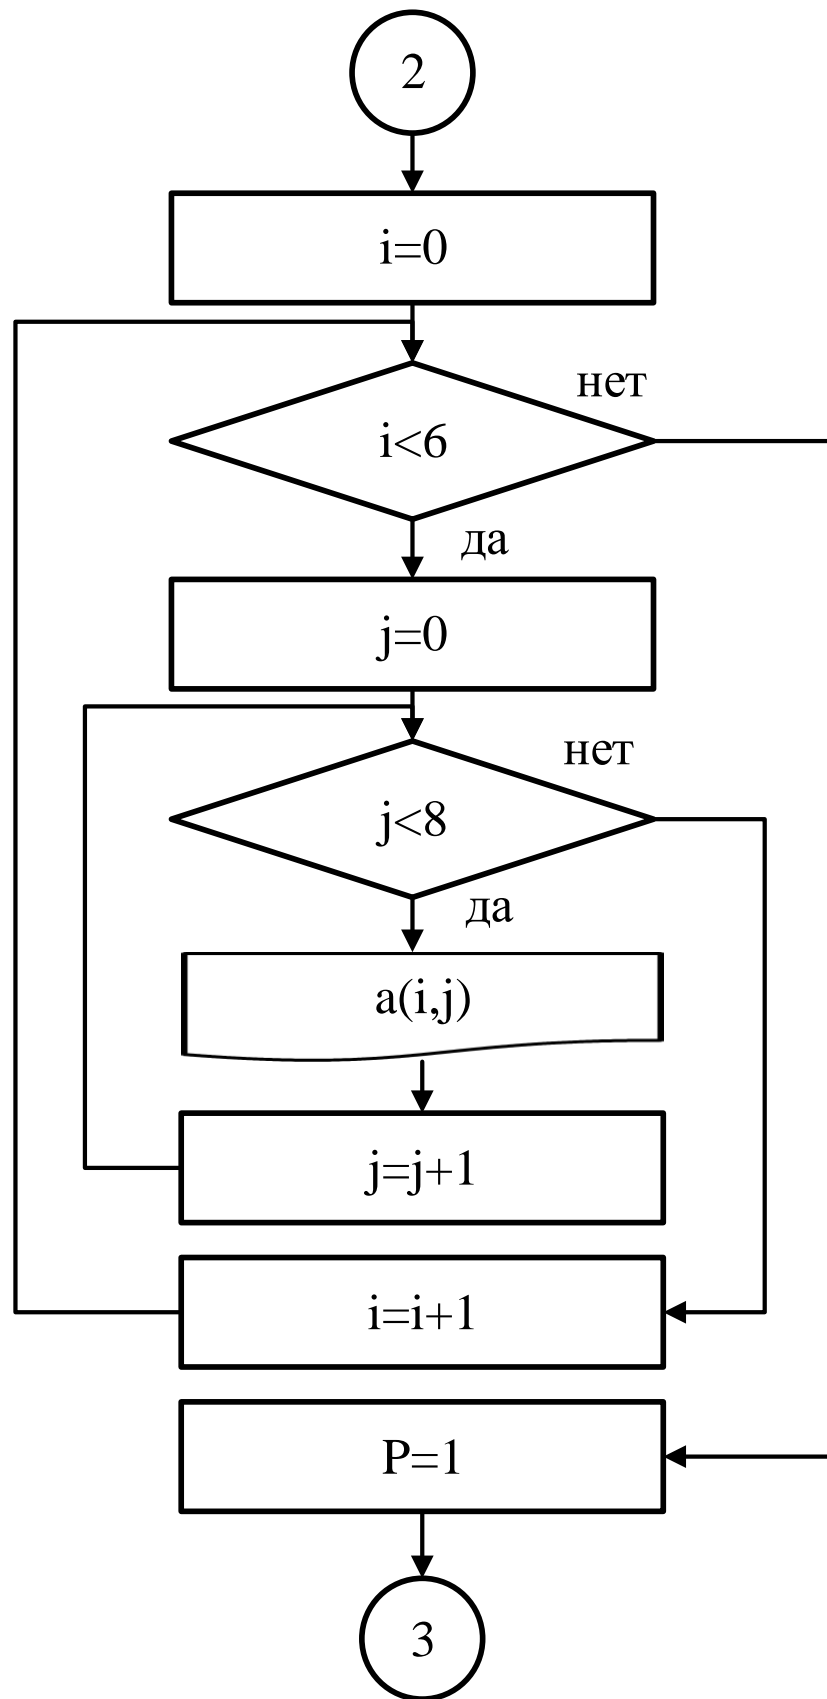 2
i=0
нет
i<6
да
j=0
нет
j<8
да
a(i,j)
j=j+1
i=i+1
P=1
3